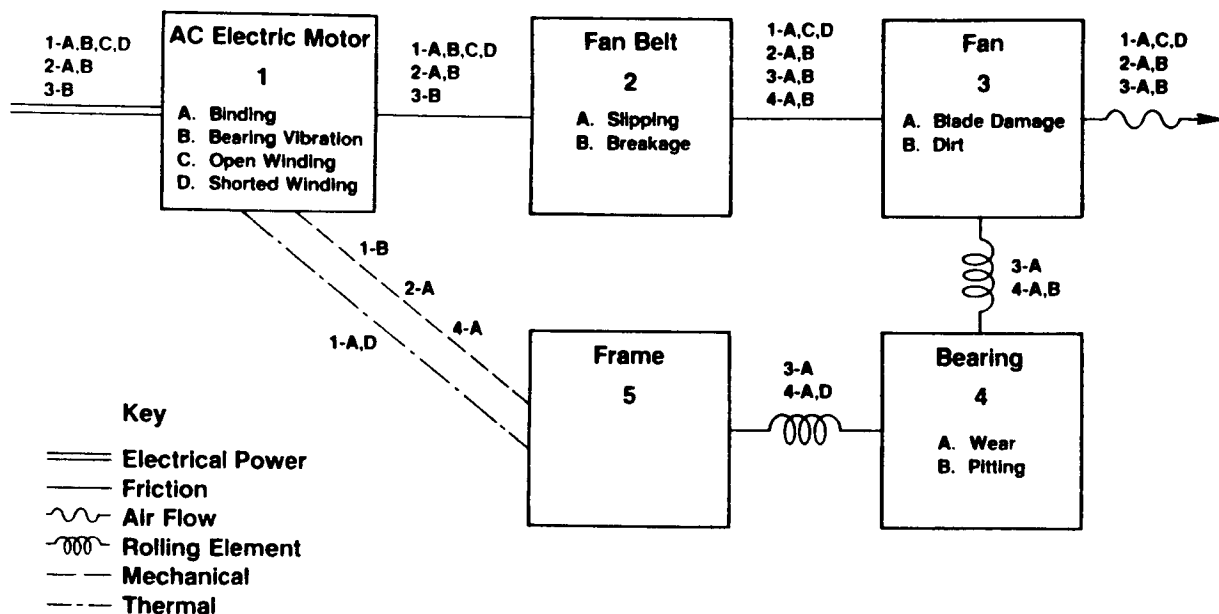 1-A,B,C,D
2-A,B
3-B
AC Electric Motor
1
A. Binding
B. Bearing Vibration
C. Open Winding
D. Shorted Winding
1-A,B,C,D
2-A,B
3-B
Fan Belt
2
A. Slipping
B. Breakage
1-A,C,D
2-A,B
3-A,B
4-A,B
Fan
3
A. Blade Damage
B. Dirt
1-A,C,D
2-A,B
3-A,B
1-B
2-A
4-A
1-A,D
3-A
4-A,B
Frame
5
3-A
4-A,D
Bearing
4
A. Wear
B. Pitting
Key
Electrical Power
Friction
Air Flow
Rolling Element
Mechanical
Thermal